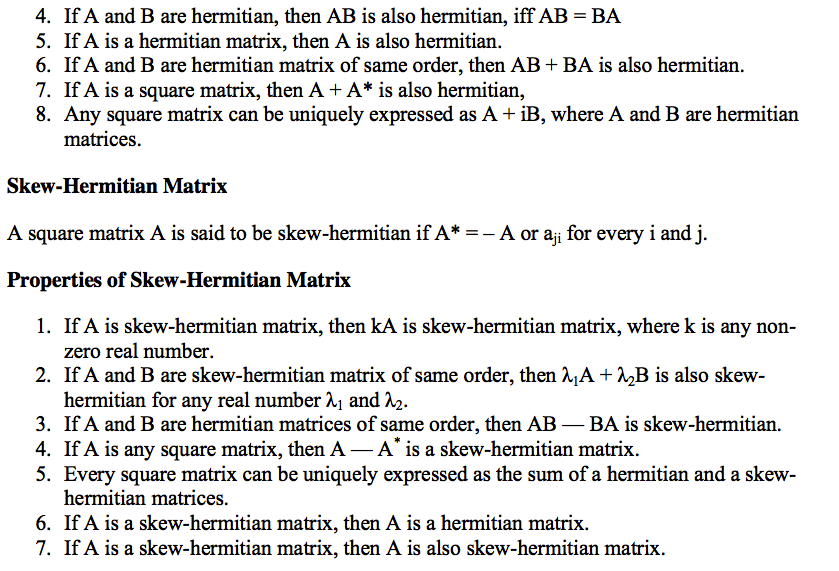 4. If A and B are hermitian, then AB is also hermitian, iff AB = BA
5. If A is a hermitian matrix, then A is also hermitian.
6. If A and B are hermitian matrix of same order, then AB + BA is also hermitian.
7. If A is a square matrix, then A + A* is also hermitian,
8. Any square matrix can be uniquely expressed as A + iB, where A and B are hermitian
matrices.
Skew-Hermitian Matrix
A square matrix A is said to be skew-hermitian if A* = – A or aji for every i and j.
Properties of Skew-Hermitian Matrix
1. If A is skew-hermitian matrix, then kA is skew-hermitian matrix, where k is any non-
zero real number.
2. If A and B are skew-hermitian matrix of same order, then λ₁A + λ₂B is also skew-
hermitian for any real number λ₁ and λ₂.
3. If A and B are hermitian matrices of same order, then AB — BA is skew-hermitian.
4. If A is any square matrix, then A — A* is a skew-hermitian matrix.
5. Every square matrix can be uniquely expressed as the sum of a hermitian and a skew-
hermitian matrices.
6. If A is a skew-hermitian matrix, then A is a hermitian matrix.
7. If A is a skew-hermitian matrix, then A is also skew-hermitian matrix.